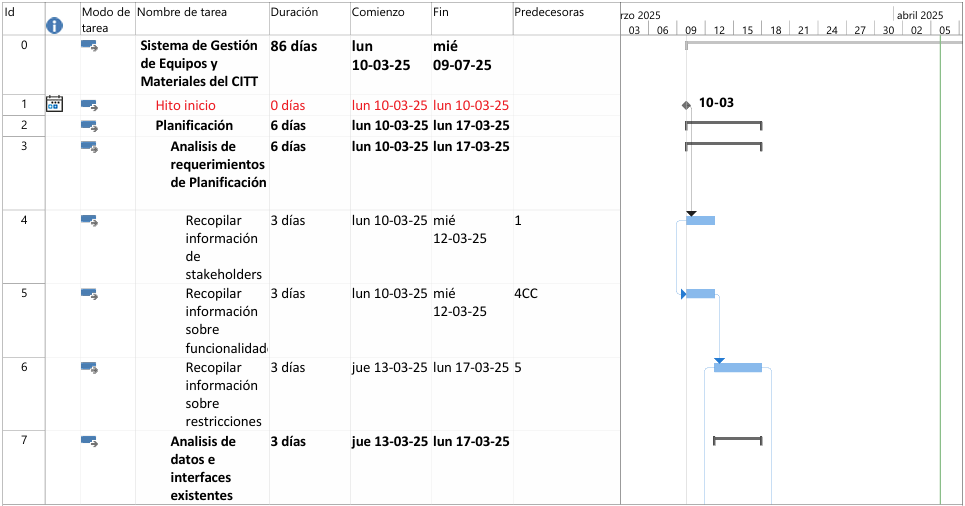 Id Modo de tarea Nombre de tarea Duración Comienzo Fin Predecesoras
rzo 2025 abril 2025
03 06 09 12 15 18 21 24 27 30 02 05
0 Sistema de Gestión 86 días lun mié
de Equipos y 10-03-25 09-07-25
Materiales del CITT
1 Hito inicio 0 días lun 10-03-25 lun 10-03-25 10-03
2 Planificación 6 días lun 10-03-25 lun 17-03-25
3 Analisis de 6 días lun 10-03-25 lun 17-03-25
requerimientos
de Planificación
4 Recopilar 3 días lun 10-03-25 mié 1
información 12-03-25
de
stakeholders
5 Recopilar 3 días lun 10-03-25 mié 4CC
información 12-03-25
sobre
funcionalidad
6 Recopilar 3 días jue 13-03-25 lun 17-03-25 5
información
sobre
restricciones
7 Analisis de 3 días jue 13-03-25 lun 17-03-25
datos e
interfaces
existentes